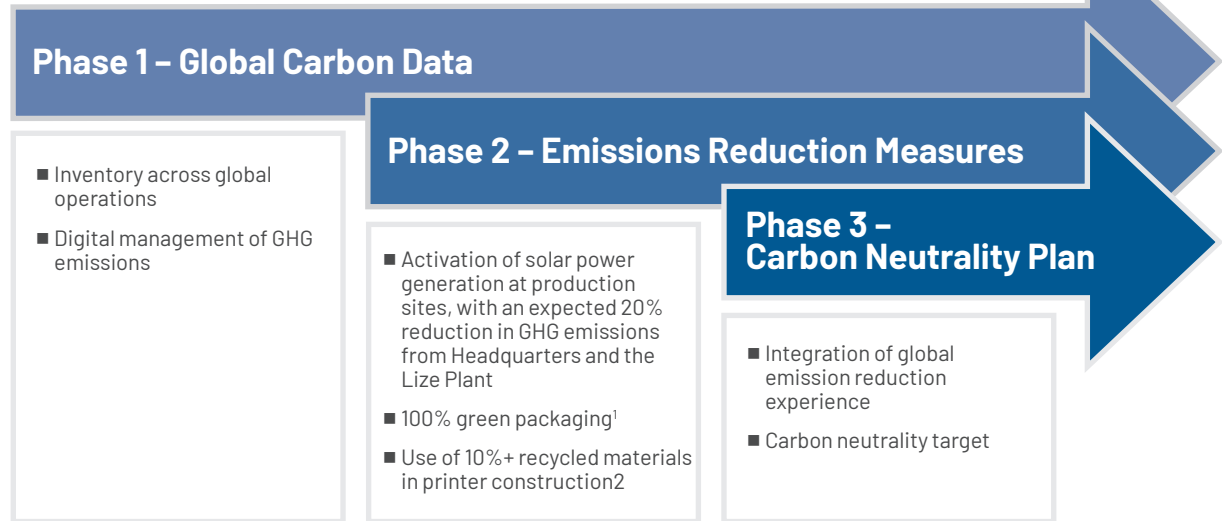 Phase 1 – Global Carbon Data
■ Inventory across global
operations
■ Digital management of GHG
emissions
Phase 2 – Emissions Reduction Measures
■ Activation of solar power
generation at production
sites, with an expected 20%
reduction in GHG emissions
from Headquarters and the
Lize Plant
■ 100% green packaging¹
■ Use of 10%+ recycled materials
in printer construction2
Phase 3 –
Carbon Neutrality Plan
■ Integration of global
emission reduction
experience
■ Carbon neutrality target